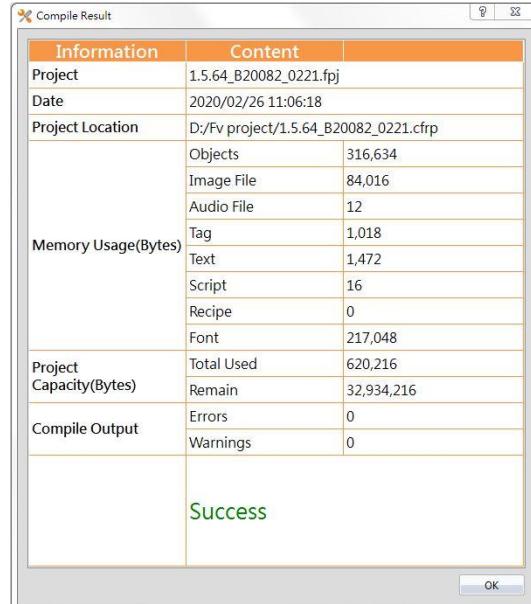 Compile Result
Information Content
Project 1.5.64_B20082_0221.fpj
Date 2020/02/26 11:06:18
Project Location D:/Fv project/1.5.64_B20082_0221.cfrp
Memory Usage(Bytes)
Objects 316,634
Image File 84,016
Audio File 12
Tag 1,018
Text 1,472
Script 16
Recipe 0
Font 217,048
Project
Capacity(Bytes)
Total Used 620,216
Remain 32,934,216
Compile Output
Errors 0
Warnings 0
Success
OK